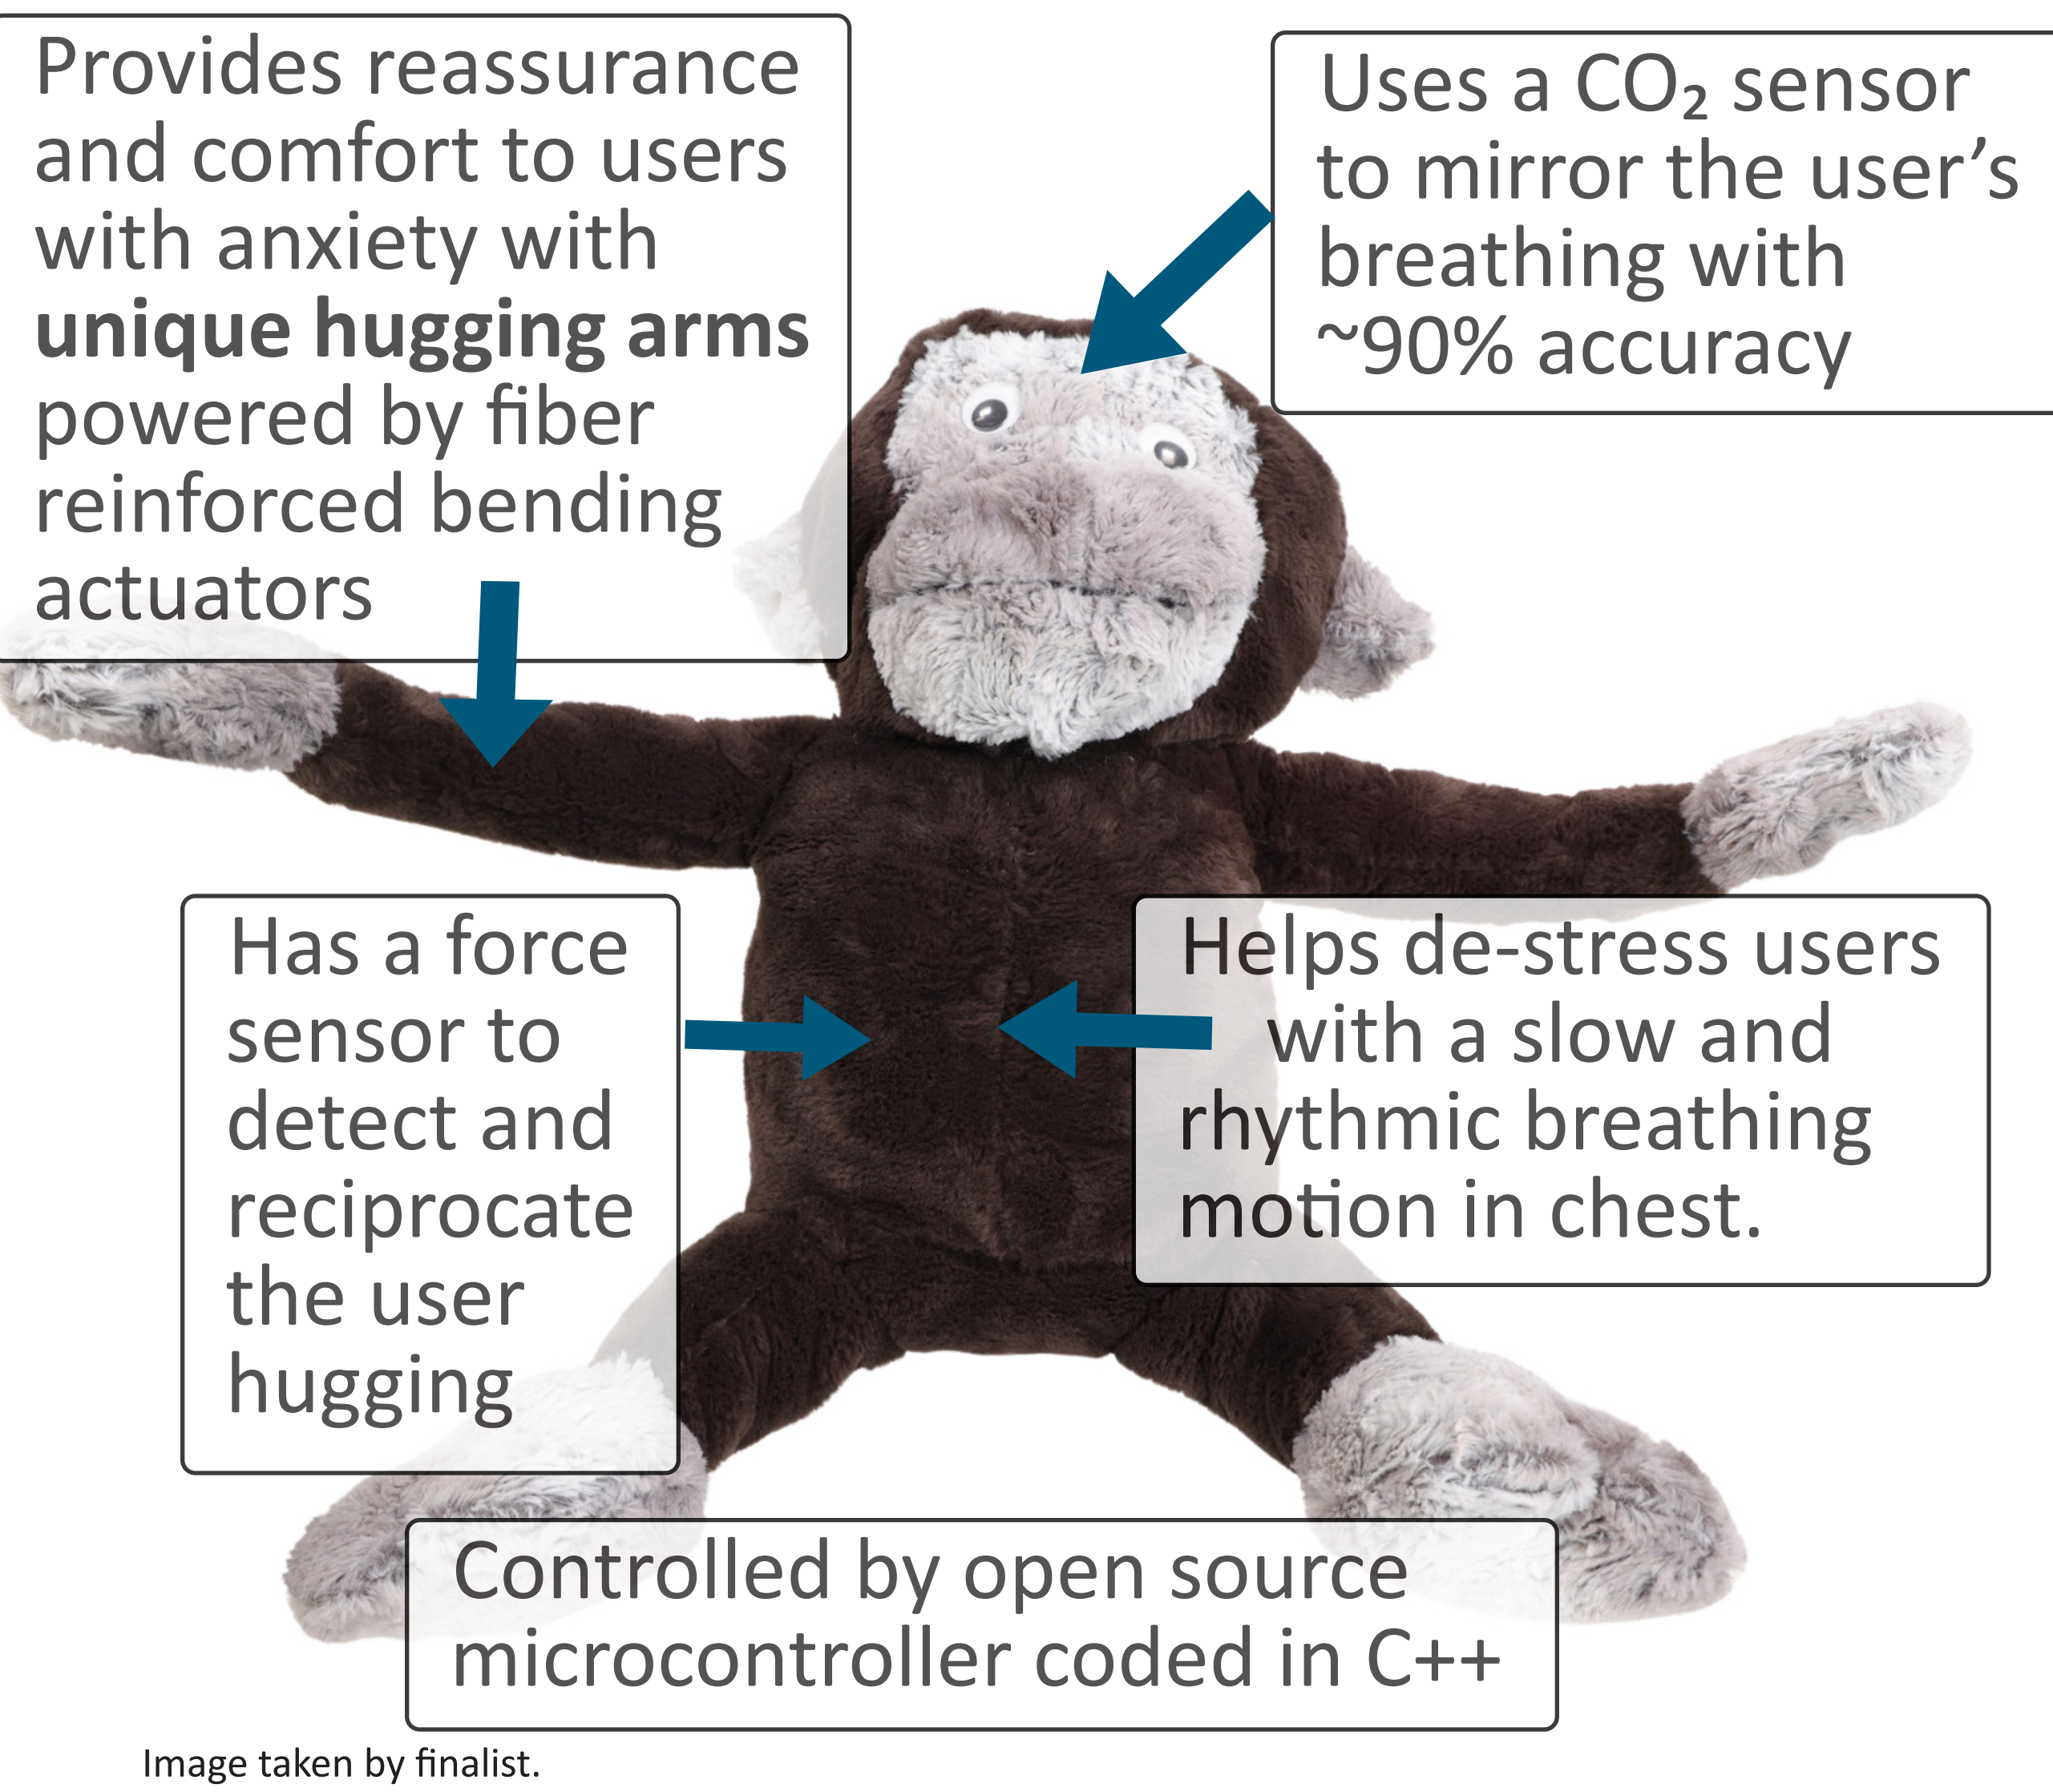 Provides reassurance
and comfort to users
with anxiety with
unique hugging arms
powered by fiber
reinforced bending
actuators
Uses a CO₂ sensor
to mirror the user’s
breathing with
~90% accuracy
Has a force
sensor to
detect and
reciprocate
the user
hugging
Helps de-stress users
with a slow and
rhythmic breathing
motion in chest.
Controlled by open source
microcontroller coded in C++
Image taken by finalist.